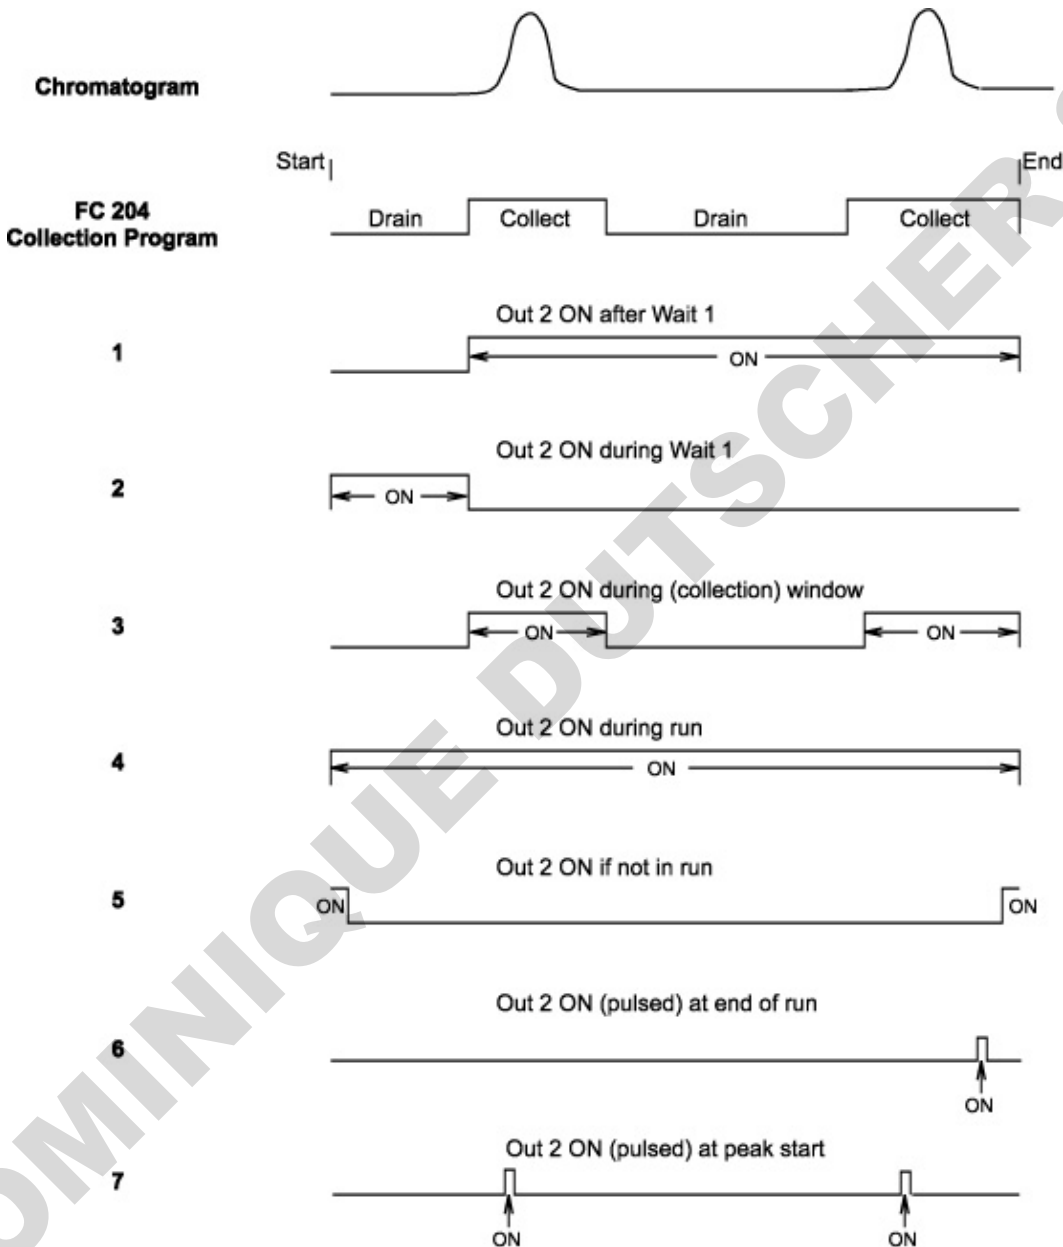 Chromatogram
Start
End
FC 204
Collection Program
Drain
Collect
Drain
Collect
Out 2 ON after Wait 1
1
ON
Out 2 ON during Wait 1
2
ON
Out 2 ON during (collection) window
3
ON
ON
Out 2 ON during run
4
ON
Out 2 ON if not in run
5
ON
ON
Out 2 ON (pulsed) at end of run
6
ON
Out 2 ON (pulsed) at peak start
7
ON
ON
OMINIQUE DUTSCHER S